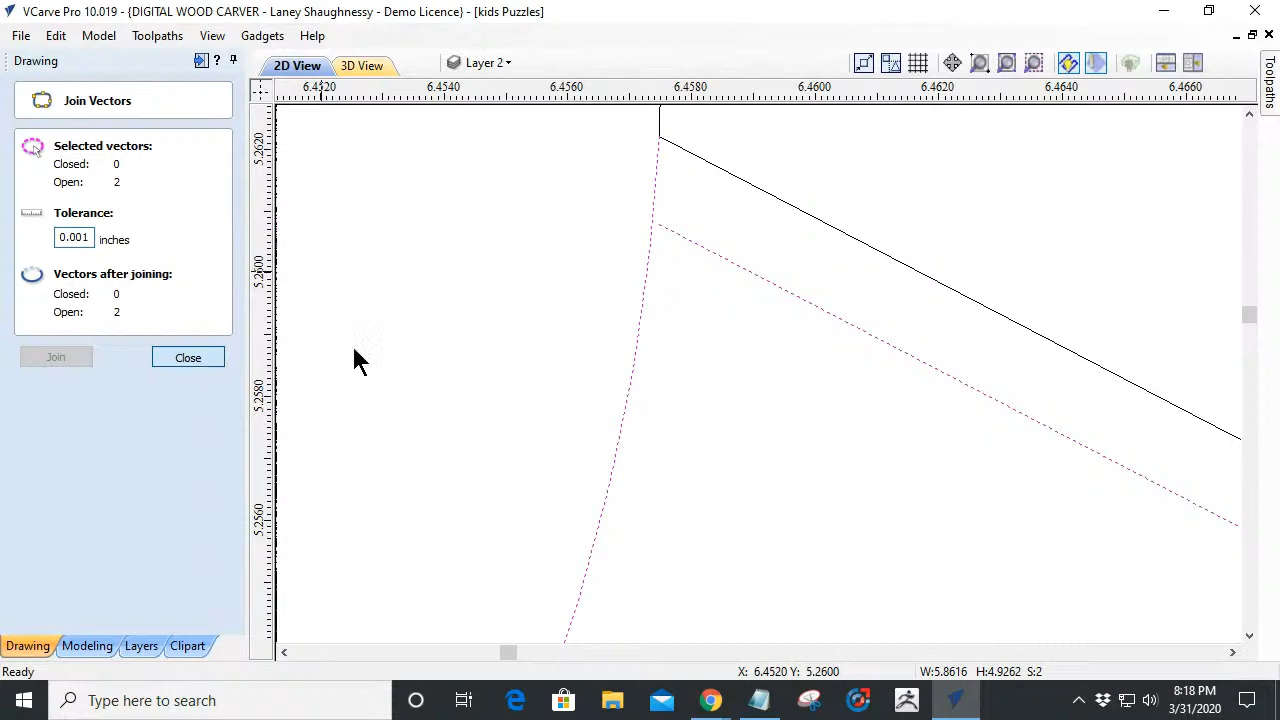 VCarve Pro 10.019 - {DIGITAL WOOD CARVER - Laney Shaughnessy - Demo Licence} - [kids Puzzles]
File Edit Model Toolpaths View Gadgets Help
Drawing
2D View 3D View Layer 2
Join Vectors
6.4320 6.4340 6.4560 6.4580 6.4600 6.4620 6.4640 6.4660
Selected vectors:
Closed: 0
Open: 2
Tolerance:
0.001 inches
Vectors after joining:
Closed: 0
Open: 2
Join Close
5.2620
5.2600
5.2580
5.2560
Toolpaths
Drawing Modeling Layers Clipart
Ready X: 6.4520 Y: 5.2600 W:5.8616 H:4.9262 S:2
Type here to search
8:18 PM
3/31/2020